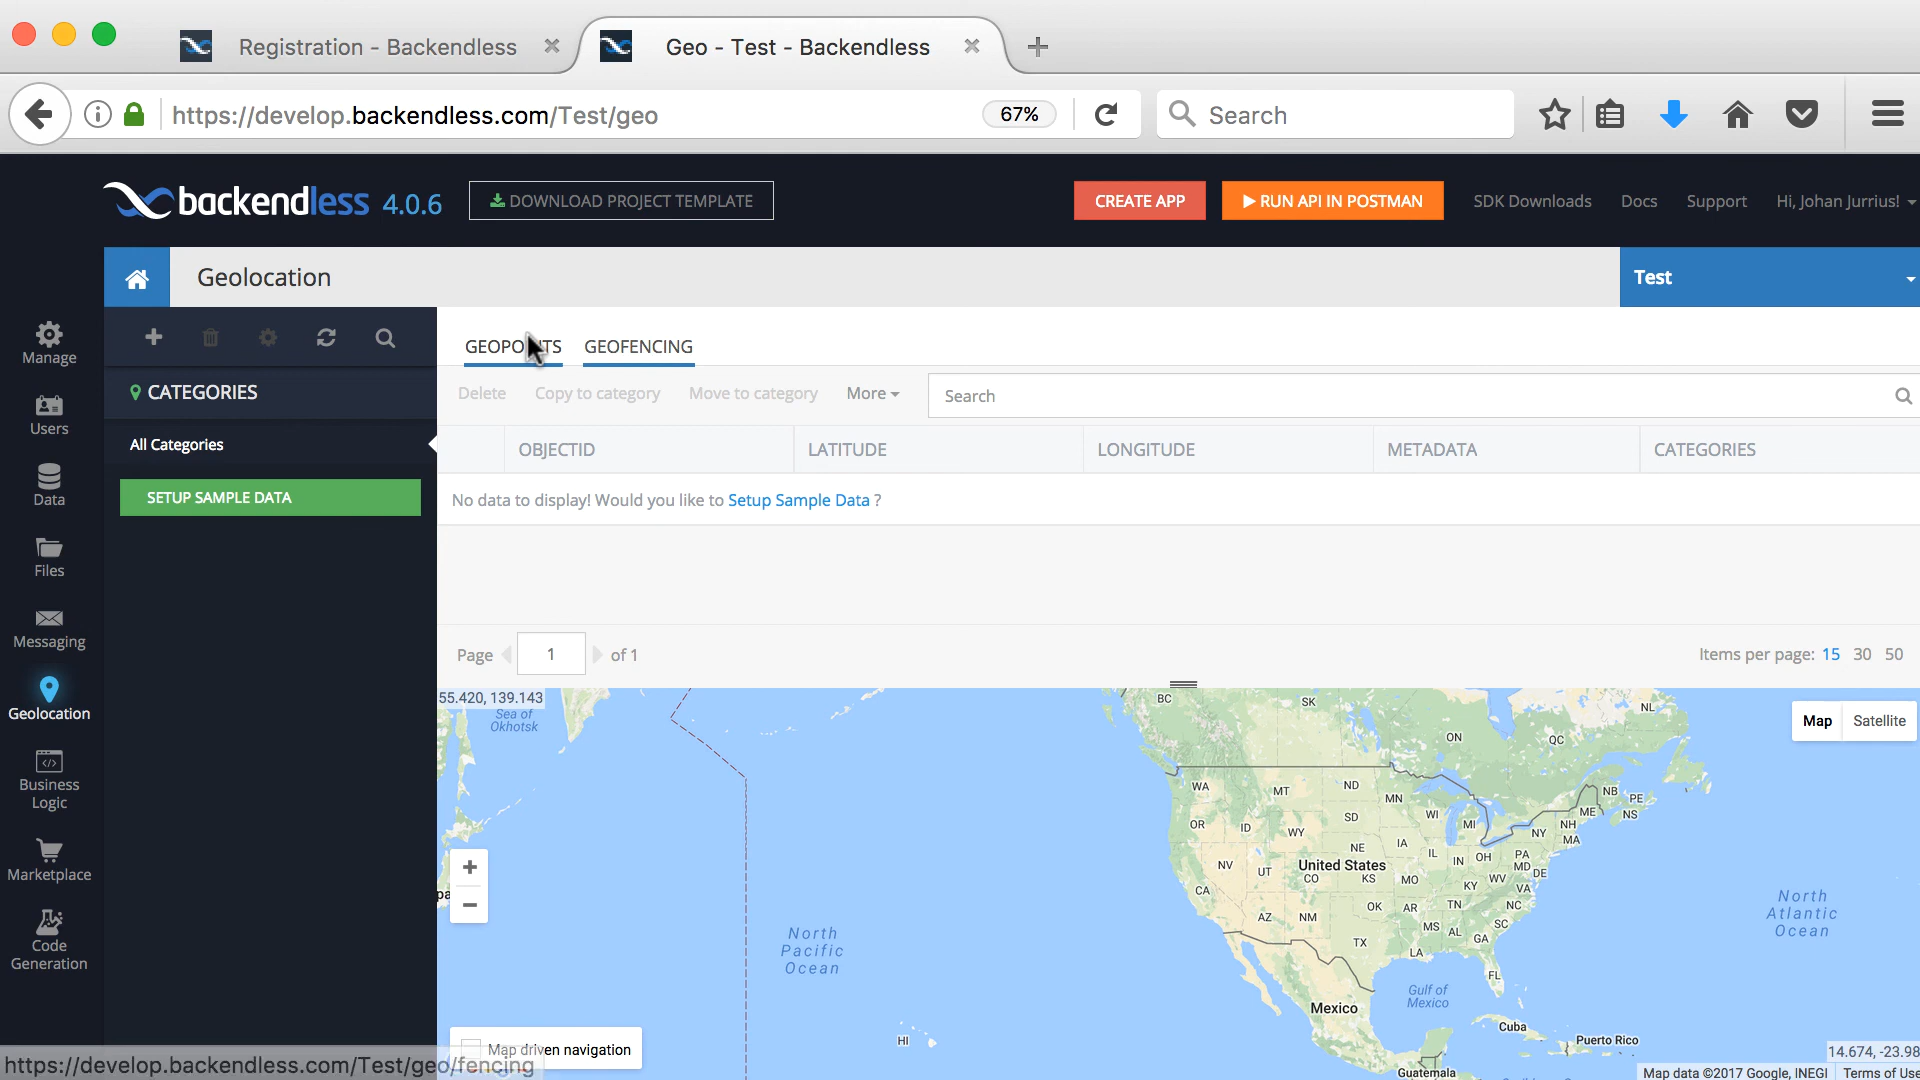 Registration - Backendless
Geo - Test - Backendless
https://develop.backendless.com/Test/geo
67%
Search
backendless 4.0.6
DOWNLOAD PROJECT TEMPLATE
CREATE APP
RUN API IN POSTMAN
SDK Downloads
Docs
Support
Hi, Johan Jurrius!
Geolocation
Test
Manage
Users
Data
Files
Messaging
Geolocation
Business
Logic
Marketplace
Code
Generation
CATEGORIES
All Categories
SETUP SAMPLE DATA
GEOFENCING
Delete
Copy to category
Move to category
More
Search
OBJECTID
LATITUDE
LONGITUDE
METADATA
CATEGORIES
No data to display! Would you like to Setup Sample Data ?
Page
1
of 1
Items per page: 15 30 50
55.420, 139.143
Sea of
Okhotsk
Map
Satellite
BC
SK
NL
ON
QC
WA
MT
ND
MN
NB
PE
NS
OR
ID
WY
SD
WI
MI
ME
NH
NY
MA
NV
UT
NE
IA
IL
IN
OH
PA
MD
DE
United States
CO
KS
MO
KY
WV
VA
CA
AZ
NM
OK
AR
TN
NC
SC
MS
AL
GA
TX
LA
FL
North
Pacific
Ocean
North
Atlantic
Ocean
Gulf of
Mexico
Mexico
Cuba
Puerto Rico
HI
Guatemala
+
−
Map driven navigation
14.674, -23.98
Map data ©2017 Google, INEGI
Terms of Use
https://develop.backendless.com/Test/geo/fencing